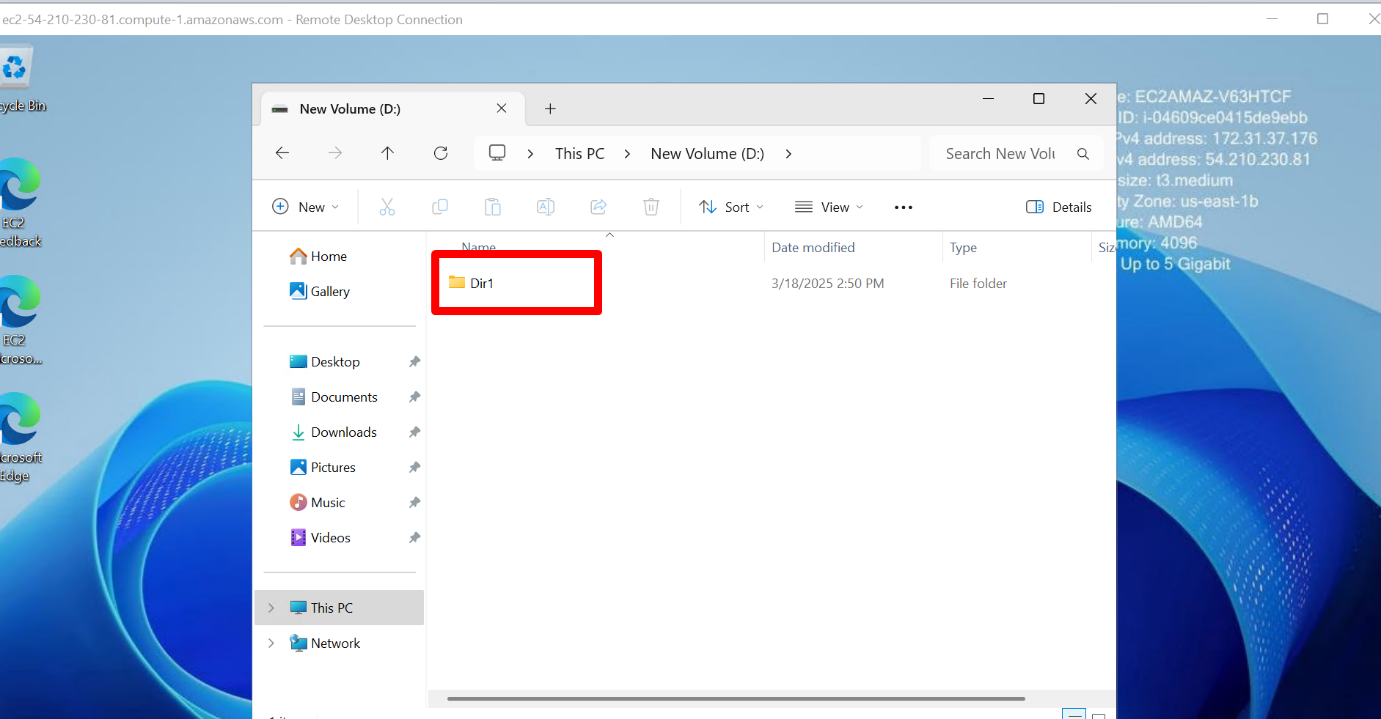 ec2-54-210-230-81.compute-1.amazonaws.com - Remote Desktop Connection
cycle Bin
EC2
edback
EC2
croso...
crosoft
Edge
New Volume (D:)
This PC
New Volume (D:)
Search New Volu
New
Sort
View
Details
Home
Gallery
Desktop
Documents
Downloads
Pictures
Music
Videos
This PC
Network
Name
Date modified
Type
Siz
Dir1
3/18/2025 2:50 PM
File folder
e: EC2AMAZ-V63HTCF
ID: i-04609ce0415de9ebb
Pv4 address: 172.31.37.176
v4 address: 54.210.230.81
size: t3.medium
ty Zone: us-east-1b
ure: AMD64
mory: 4096
Up to 5 Gigabit